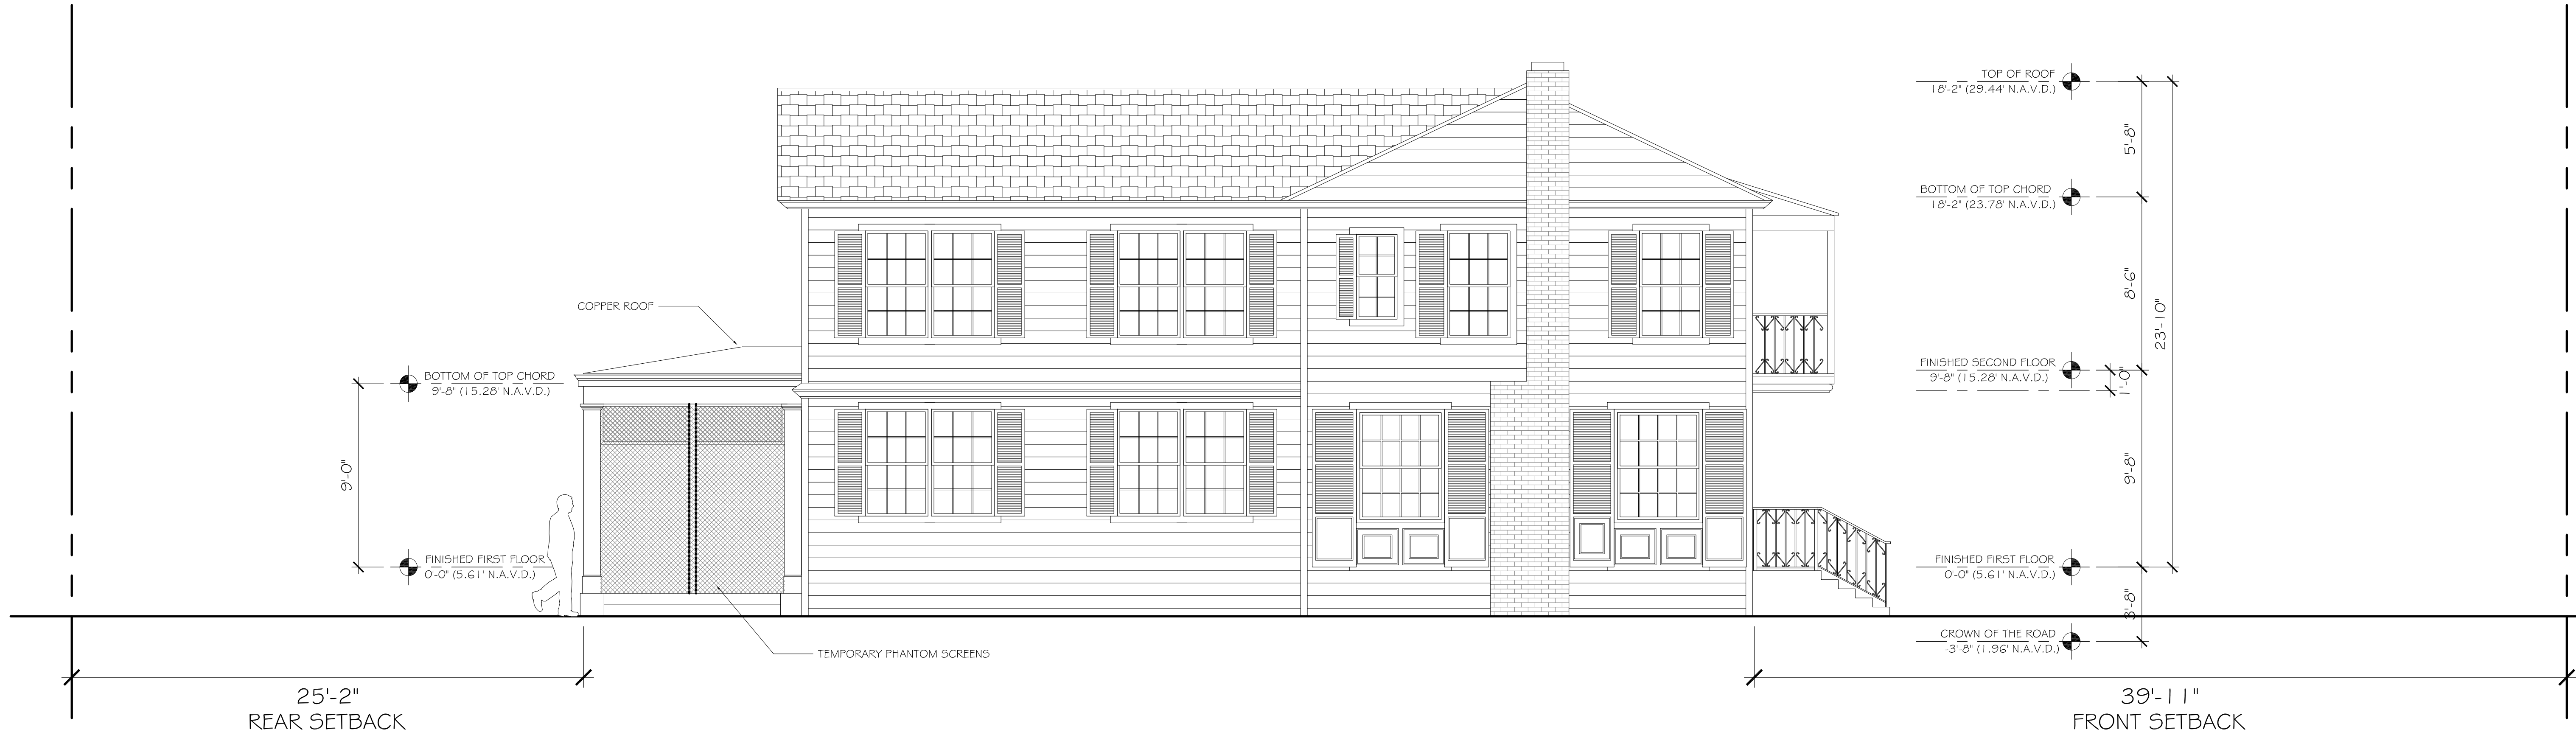 TOP OF ROOF
18'-2" (29.44' N.A.V.D.)
5'-8"
BOTTOM OF TOP CHORD
18'-2" (23.78' N.A.V.D.)
8'-6"
23'-10"
COPPER ROOF
FINISHED SECOND FLOOR
9'-8" (15.28' N.A.V.D.)
1'-0"
BOTTOM OF TOP CHORD
9'-8" (15.28' N.A.V.D.)
9'-0"
9'-8"
FINISHED FIRST FLOOR
0'-0" (5.61' N.A.V.D.)
FINISHED FIRST FLOOR
0'-0" (5.61' N.A.V.D.)
3'-8"
CROWN OF THE ROAD
-3'-8" (1.96' N.A.V.D.)
TEMPORARY PHANTOM SCREENS
25'-2"
REAR SETBACK
39'-11"
FRONT SETBACK